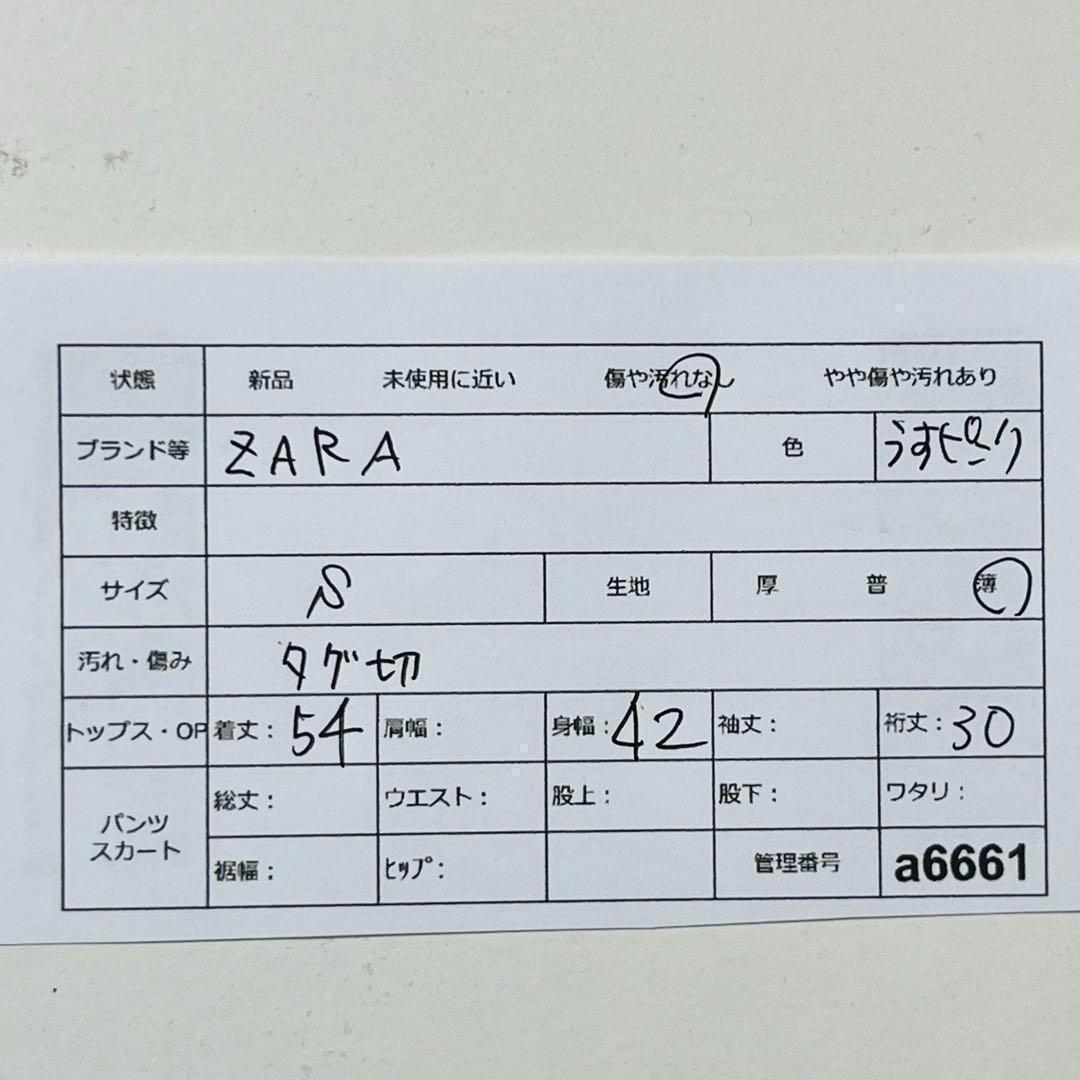 状態 新品 未使用に近い 傷や汚れなし やや傷や汚れあり
ブランド等 ZARA 色 うすピンク
特徴
サイズ S 生地 厚 普 薄
汚れ・傷み タグ切
トップス・OP 着丈：54 肩幅： 身幅：42 袖丈： 裄丈：30
パンツ スカート
総丈： ウエスト： 股上： 股下： ワタリ：
裾幅； ﾋｯﾌﾟ： 管理番号 a6661